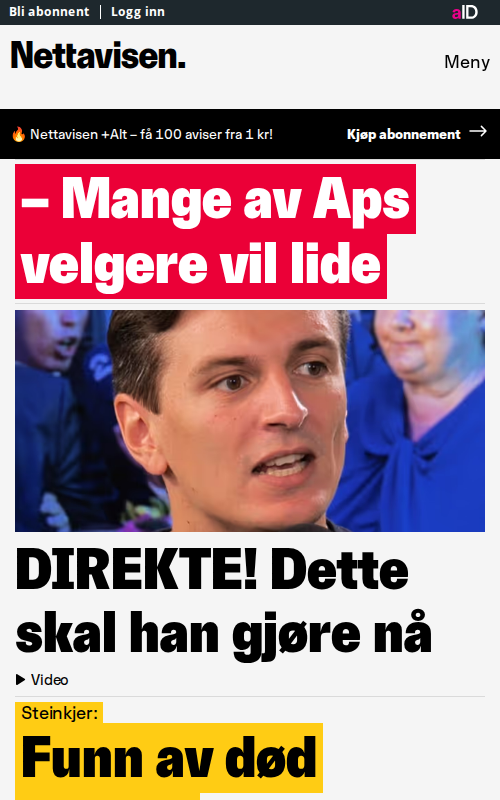 Bli abonnent | Logg inn
aID
Nettavisen.
Meny
🔥 Nettavisen +Alt – få 100 aviser fra 1 kr!
Kjøp abonnement →
– Mange av Aps
velgere vil lide
DIREKTE! Dette
skal han gjøre nå
Video
Steinkjer:
Funn av død